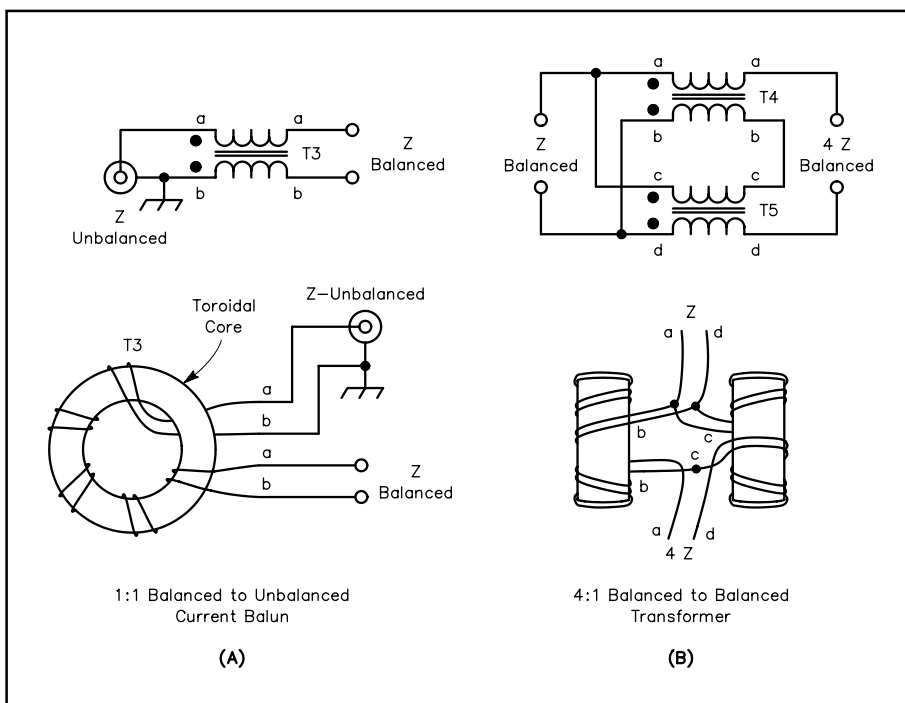 a a
T3
b b
Z
Balanced
Z
Unbalanced
a a
T4
b b
Z
Balanced
4 Z
Balanced
c c
T5
d d
Toroidal
Core
T3
Z-Unbalanced
a
b
a
b
Z
Balanced
Z
a d
b c
c
b
a d
4 Z
1:1 Balanced to Unbalanced
Current Balun
(A)
4:1 Balanced to Balanced
Transformer
(B)